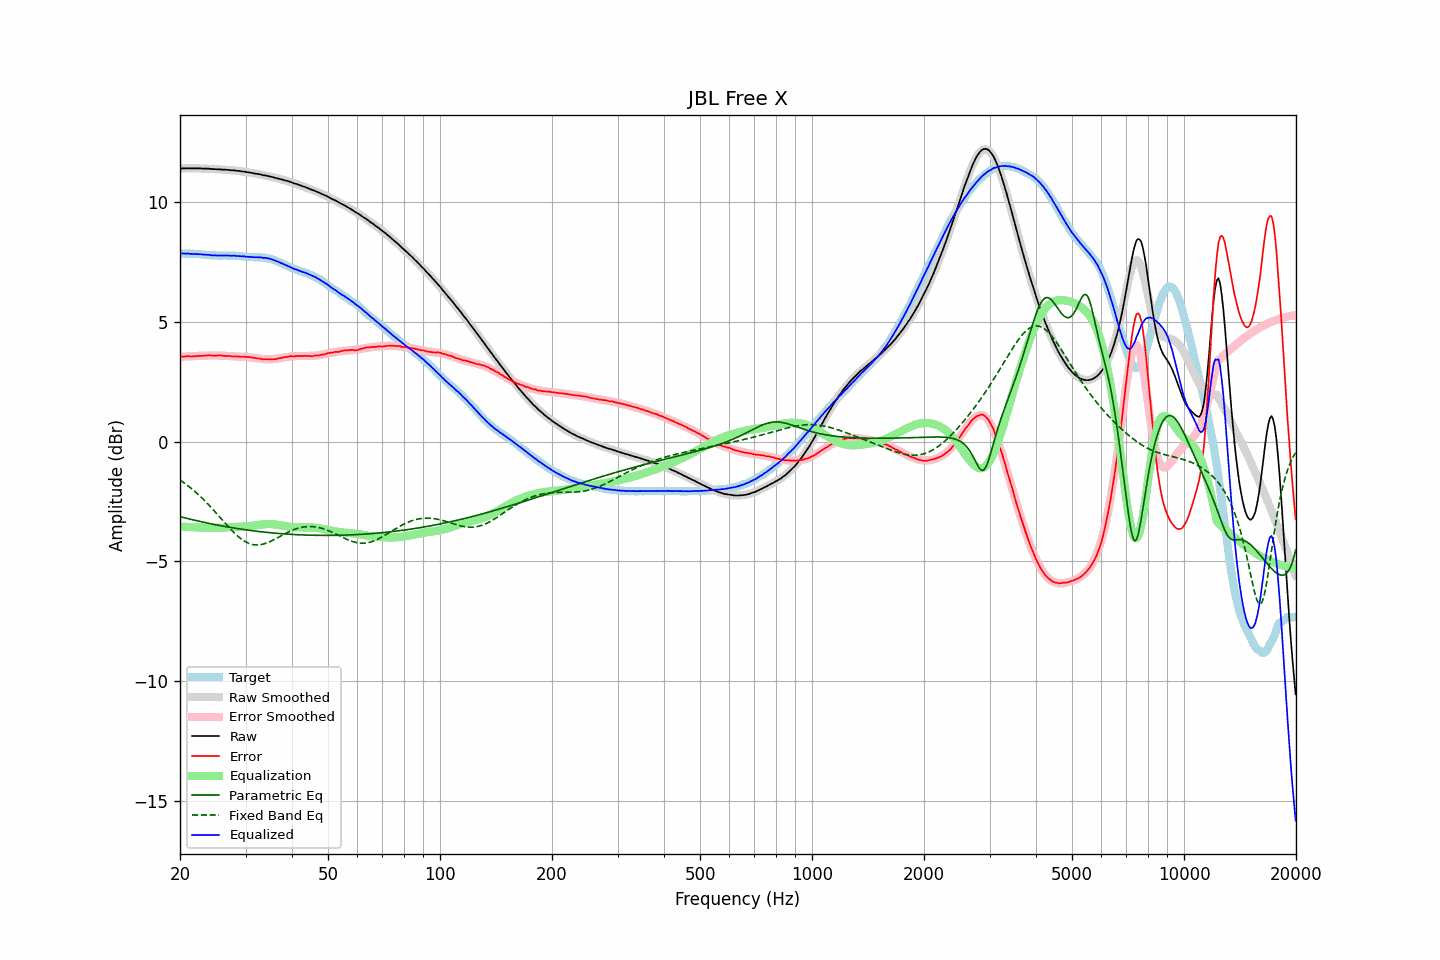 JBL Free X
Amplitude (dBr)
10
5
0
−5
−10
−15
Target
Raw Smoothed
Error Smoothed
Raw
Error
Equalization
Parametric Eq
Fixed Band Eq
Equalized
20 50 100 200 500 1000 2000 5000 10000 20000
Frequency (Hz)